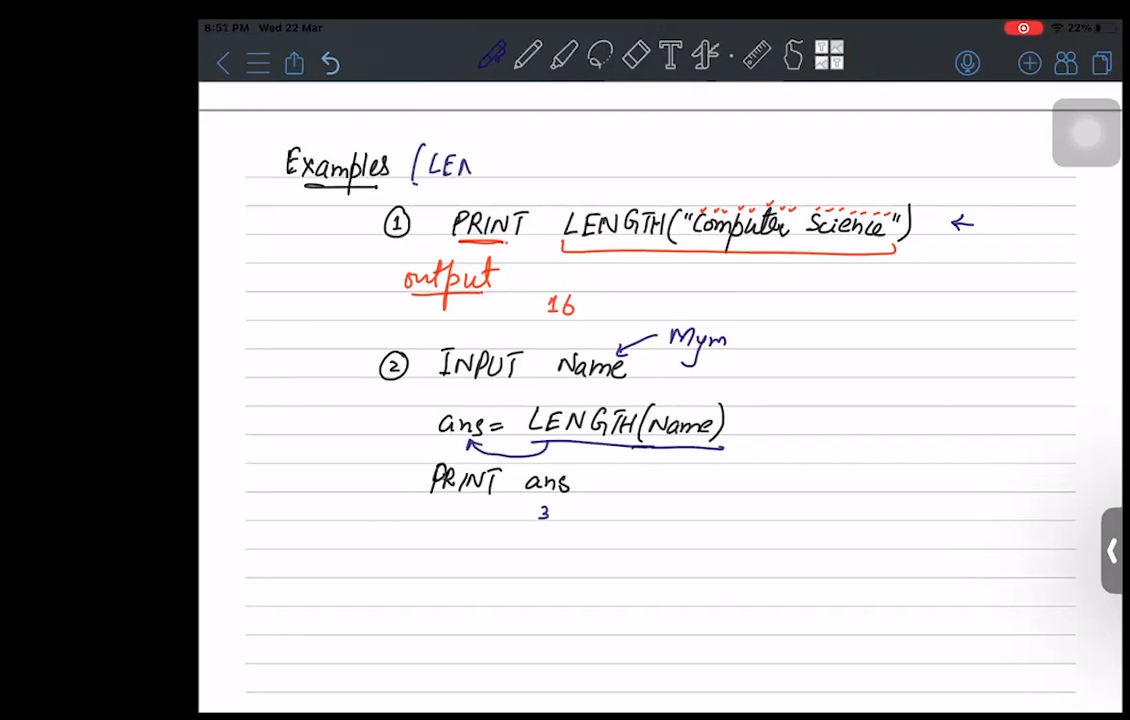 8:51 PM Wed 22 Mar 22%
Examples (LEN
1 PRINT LENGTH("Computer Science") ←
output
16
2 INPUT Name Mym
ans = LENGTH(Name)
PRINT ans
3